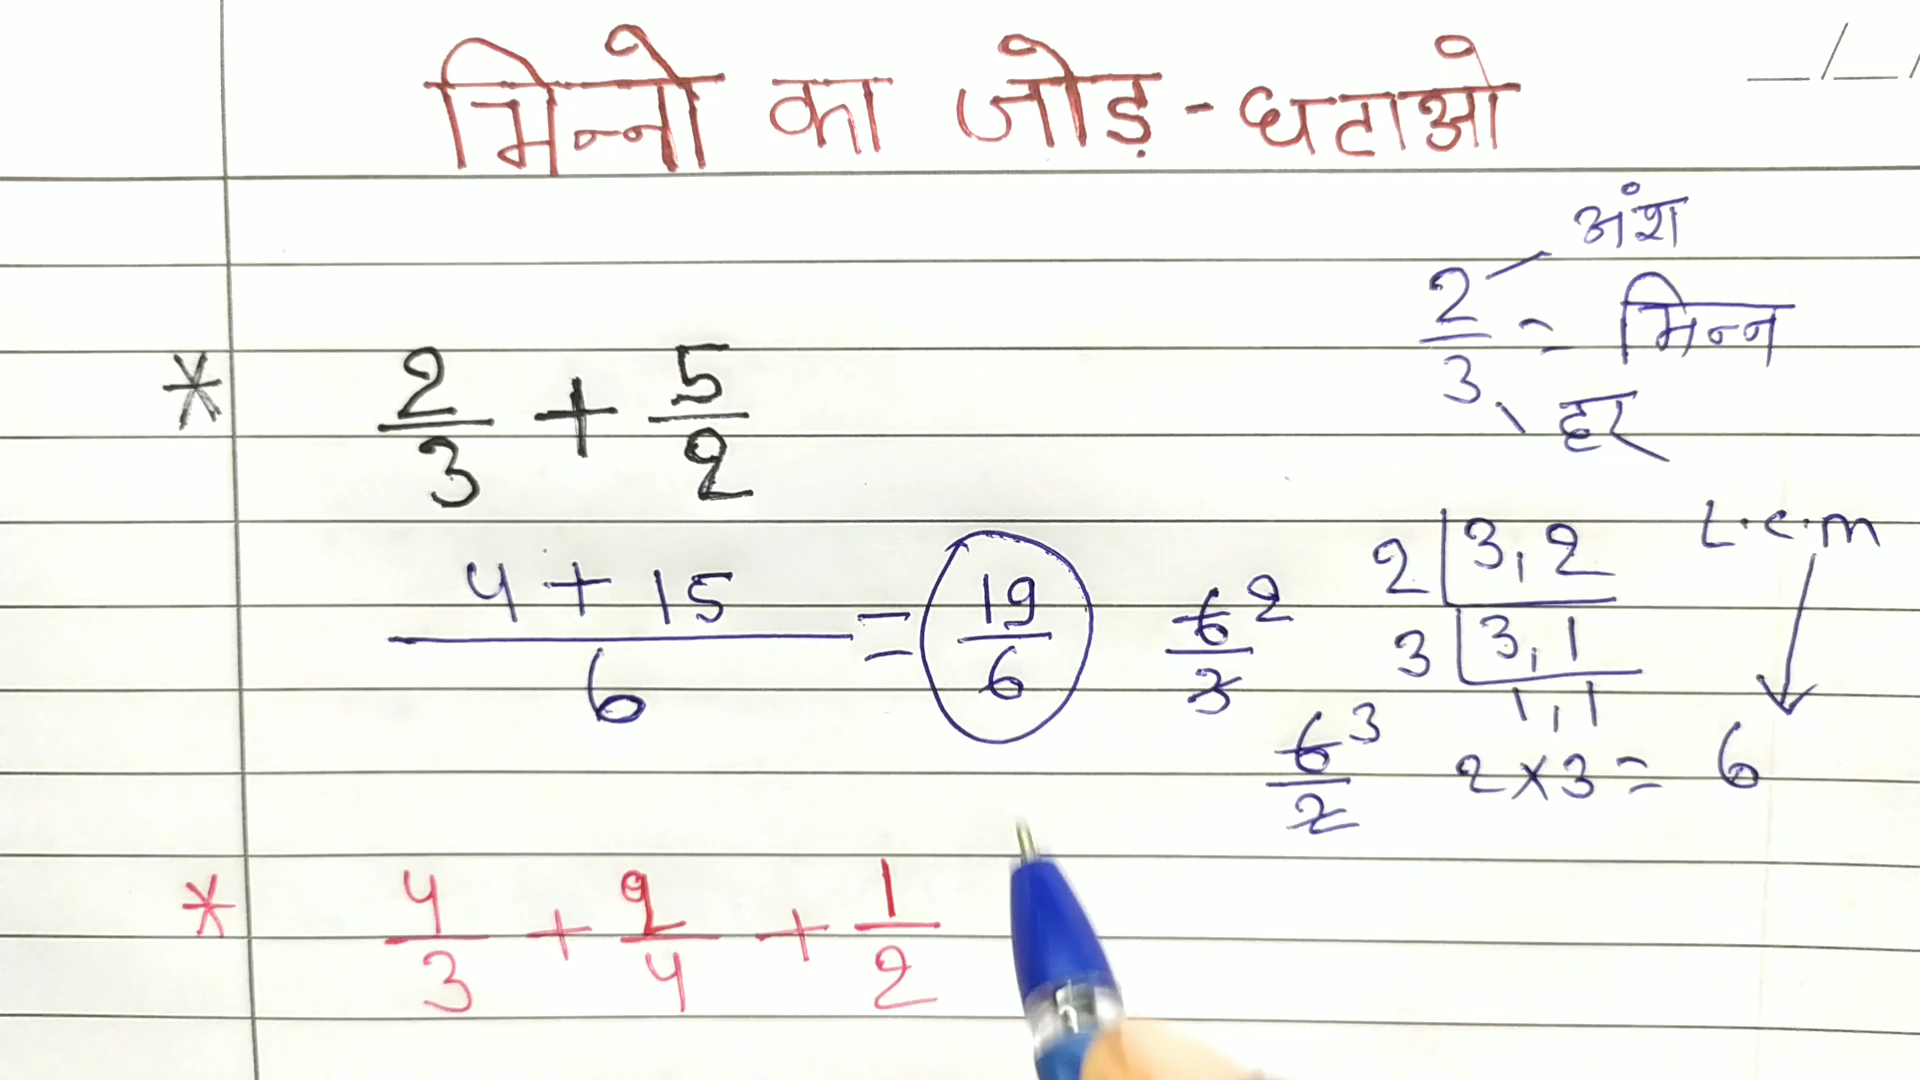 भिन्नो का जोड़ - घटाओ
अंश
2/3 = भिन्न
हर
* 2/3 + 5/2
(4 + 15)/6 = 19/6
6/3 2
6/2 3
L.C.M
2 | 3, 2
3 | 3, 1
1, 1
2 × 3 = 6
* 4/3 + 2/4 + 1/2